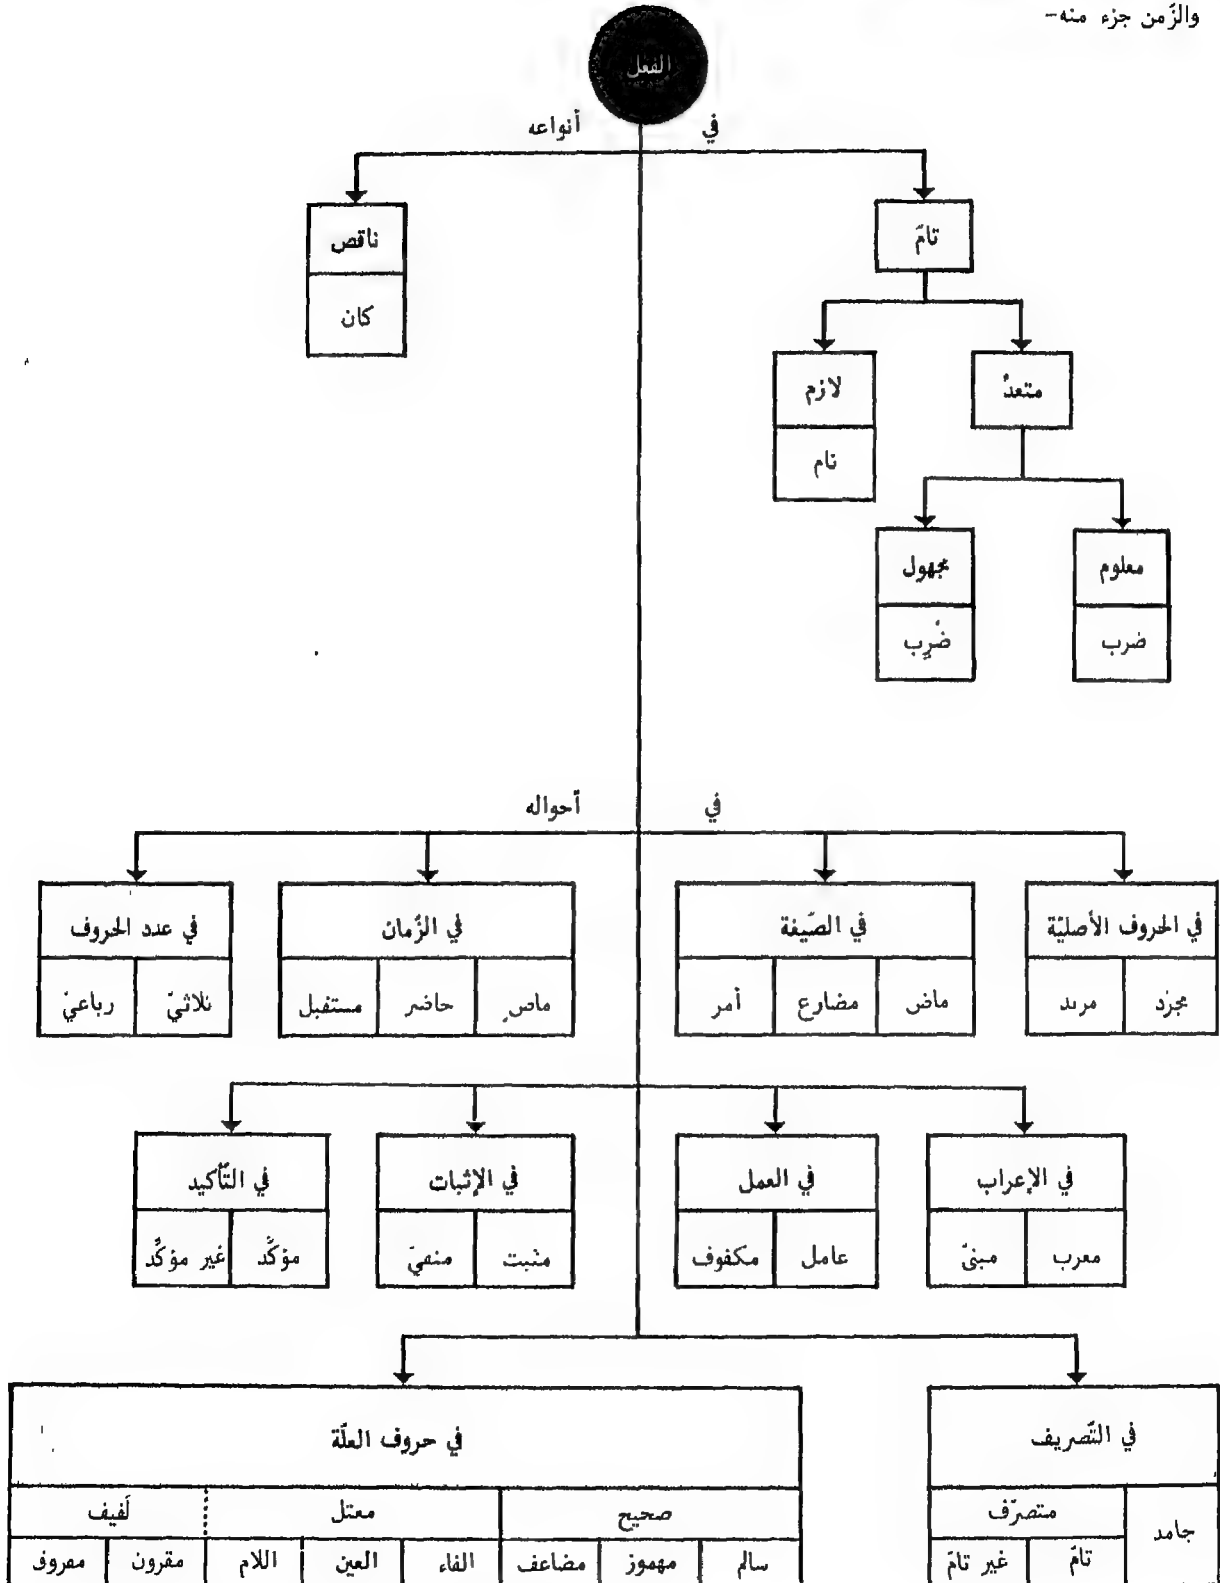 والزّمن جزء منه-
الفعل
في أنواعه
تامّ
ناقص
كان
متعدٍّ
لازم
نام
معلوم
مجهول
ضرب
ضُرِب
في أحواله
في الحروف الأصليّة
في الصّيغة
في الزّمان
في عدد الحروف
مجرّد
مزيد
ماض
مضارع
أمر
ماضٍ
حاضر
مستقبل
ثلاثيّ
رباعيّ
في الإعراب
في العمل
في الإثبات
في التّأكيد
معرب
مبنيّ
عامل
مكفوف
مثبت
منفيّ
مؤكَّد
غير مؤكَّد
في التّصريف
في حروف العلّة
جامد
متصرّف
صحيح
معتل
لَفيف
تامّ
غير تامّ
سالم
مهموز
مضاعف
الفاء
العين
اللام
مقرون
مفروق